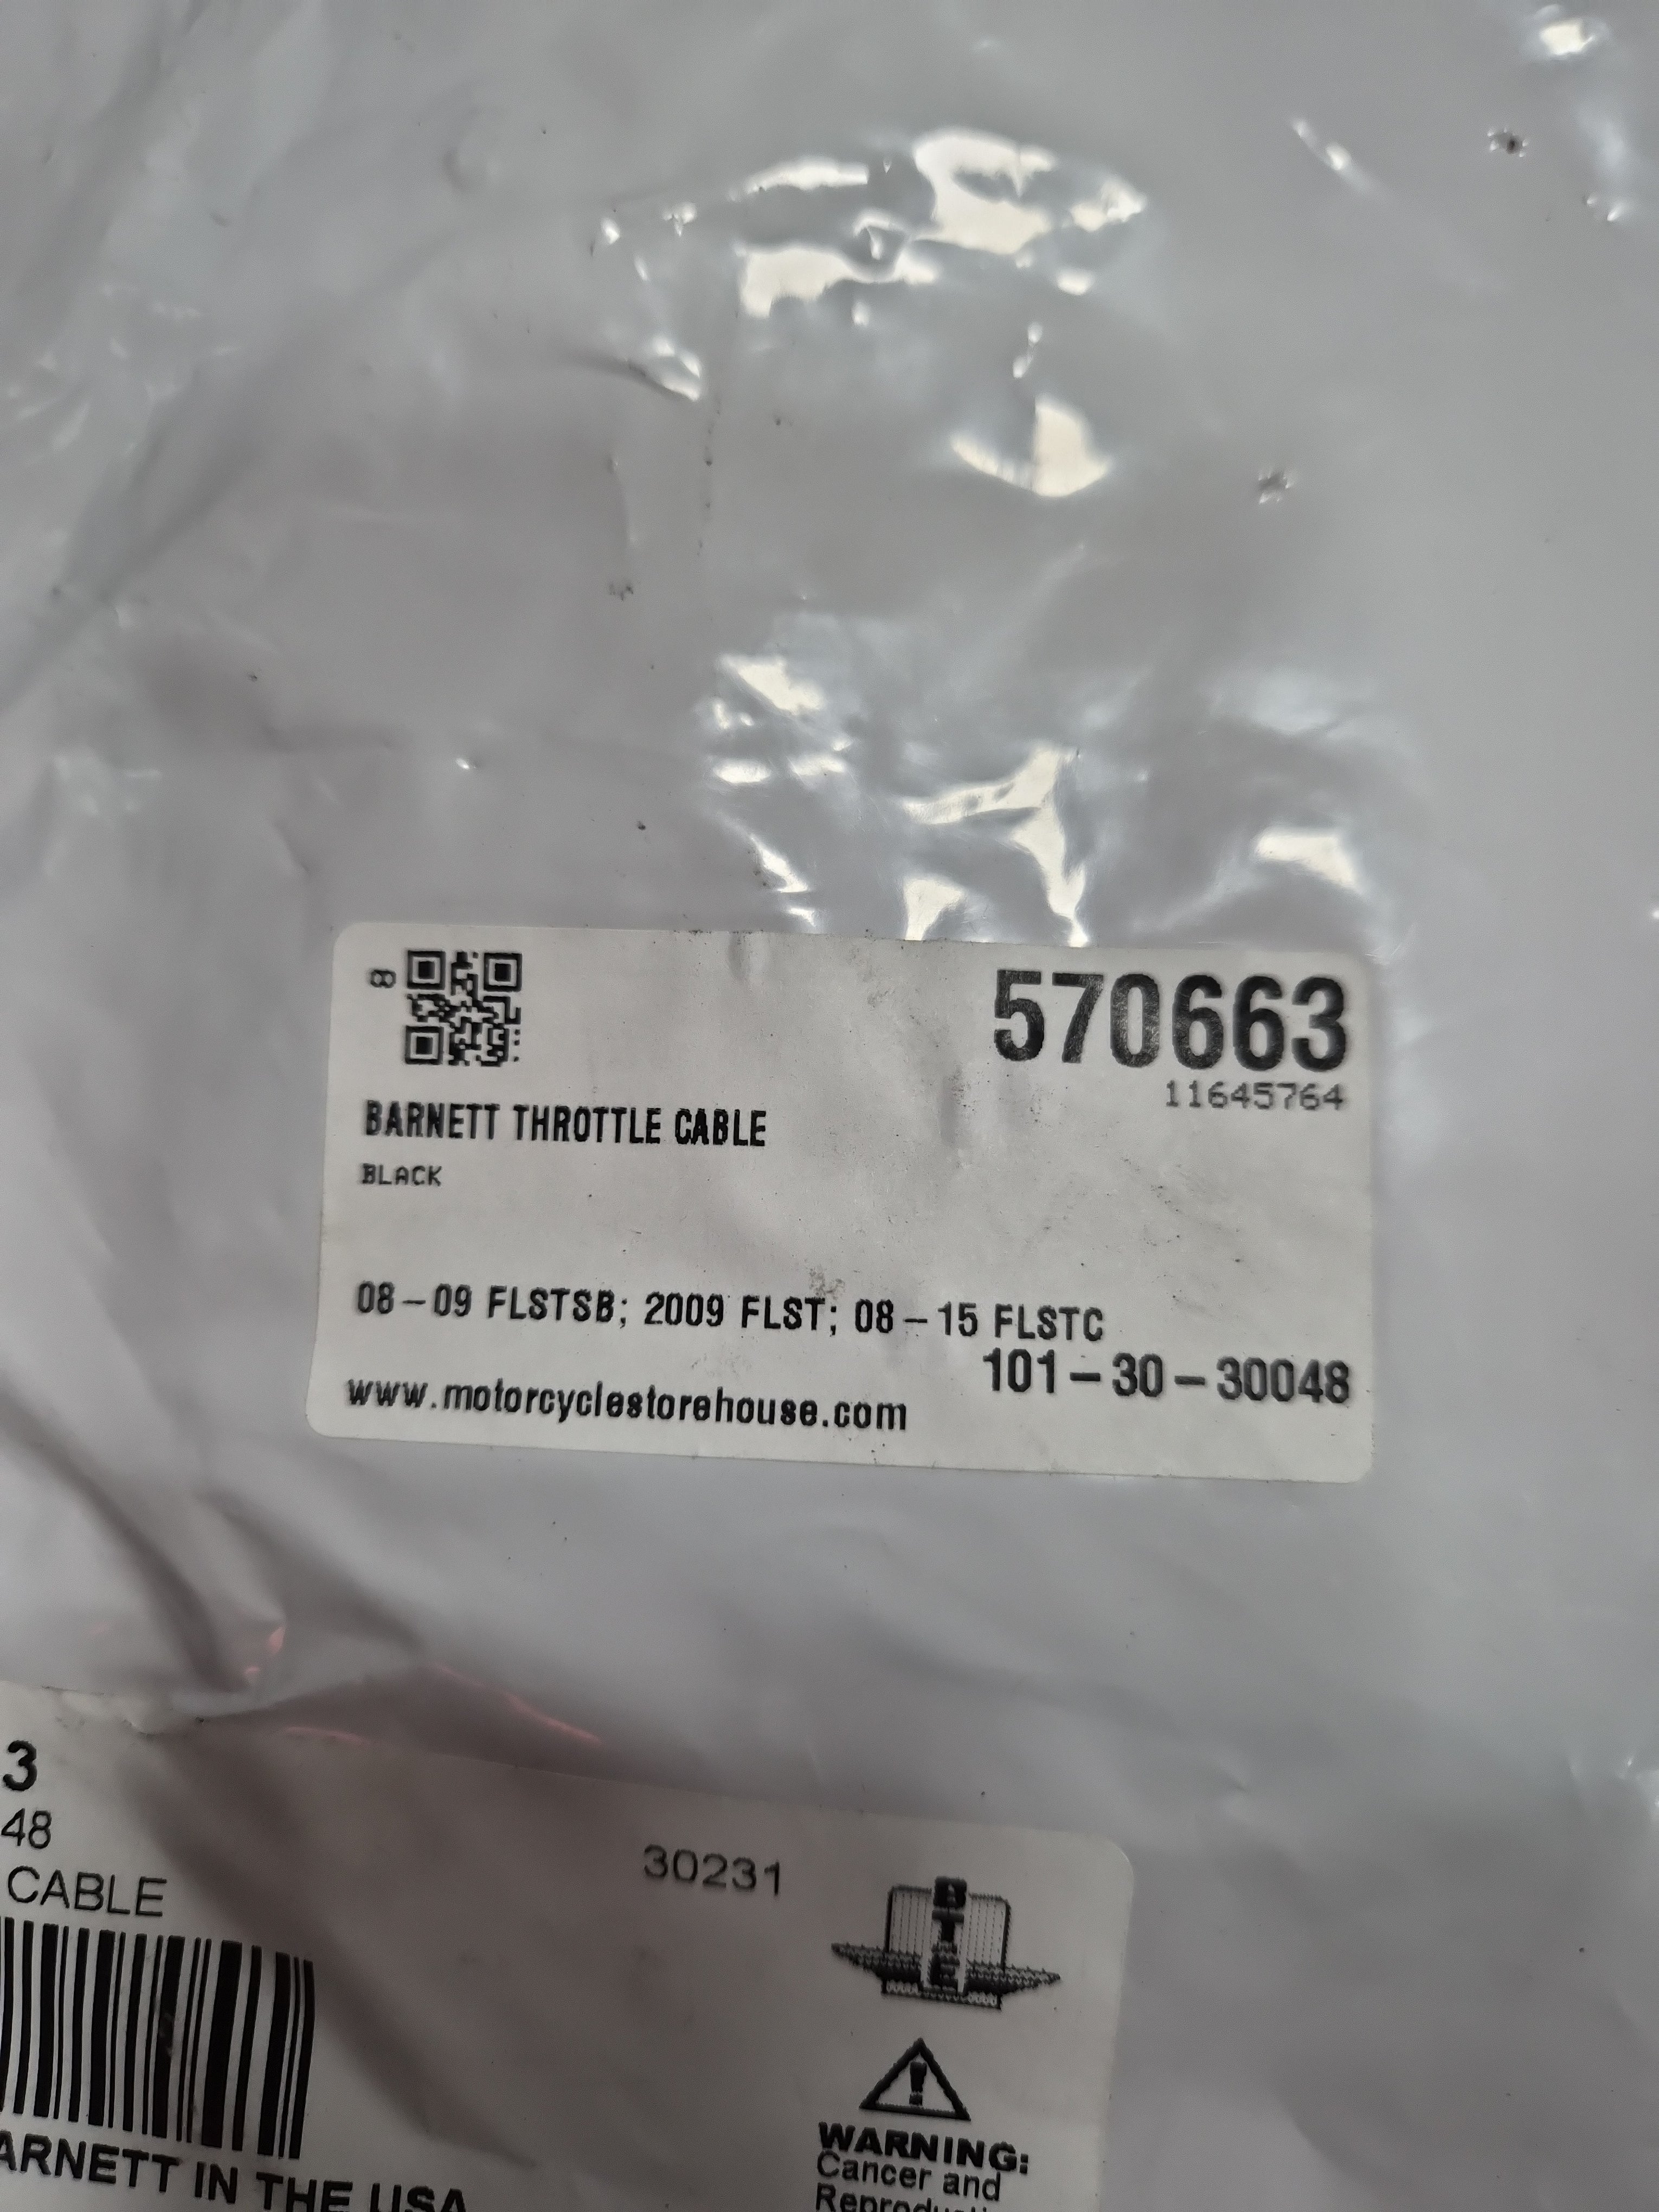 8
570663
11645764
BARNETT THROTTLE CABLE
BLACK
08-09 FLSTSB; 2009 FLST; 08-15 FLSTC
101-30-30048
www.motorcyclestorehouse.com
3
48
CABLE
30231
ARNETT IN THE USA
WARNING:
Cancer and